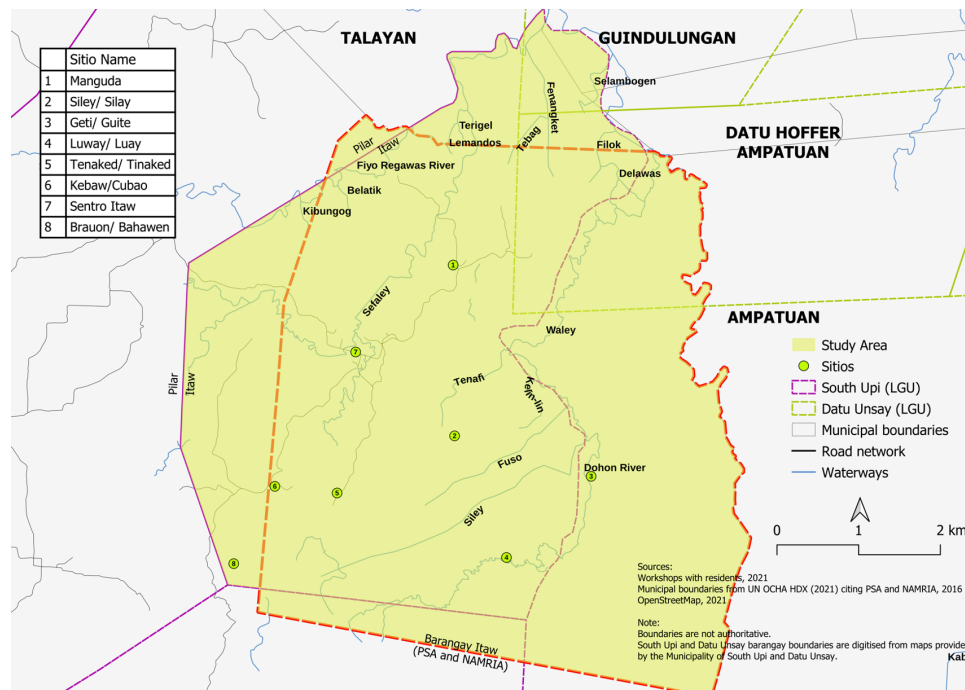 TALAYAN
GUINDULUNGAN
Sitio Name
1 Manguda
2 Siley/ Silay
3 Geti/ Guite
4 Luway/ Luay
5 Tenaked/ Tinaked
6 Kebaw/Cubao
7 Sentro Itaw
8 Brauon/ Bahawen
Selambogen
Fenangket
Terigel
Lemandos
Tebag
Filok
DATU HOFFER
AMPATUAN
Pilar
Itaw
Fiyo Regawas River
Delawas
Belatik
Kibungog
1
Sefaley
AMPATUAN
Waley
7
Pilar
Itaw
Tenafi
2
Fuso
Dohon River
3
6
5
Siley
4
8
Study Area
Sitios
South Upi (LGU)
Datu Unsay (LGU)
Municipal boundaries
Road network
Waterways
0 1 2 km
Sources:
Workshops with residents, 2021
Municipal boundaries from UN OCHA HDX (2021) citing PSA and NAMRIA, 2016
OpenStreetMap, 2021
Note:
Boundaries are not authoritative.
South Upi and Datu Unsay barangay boundaries are digitised from maps provide
by the Municipality of South Upi and Datu Unsay.
Kab
Barangay Itaw
(PSA and NAMRIA)